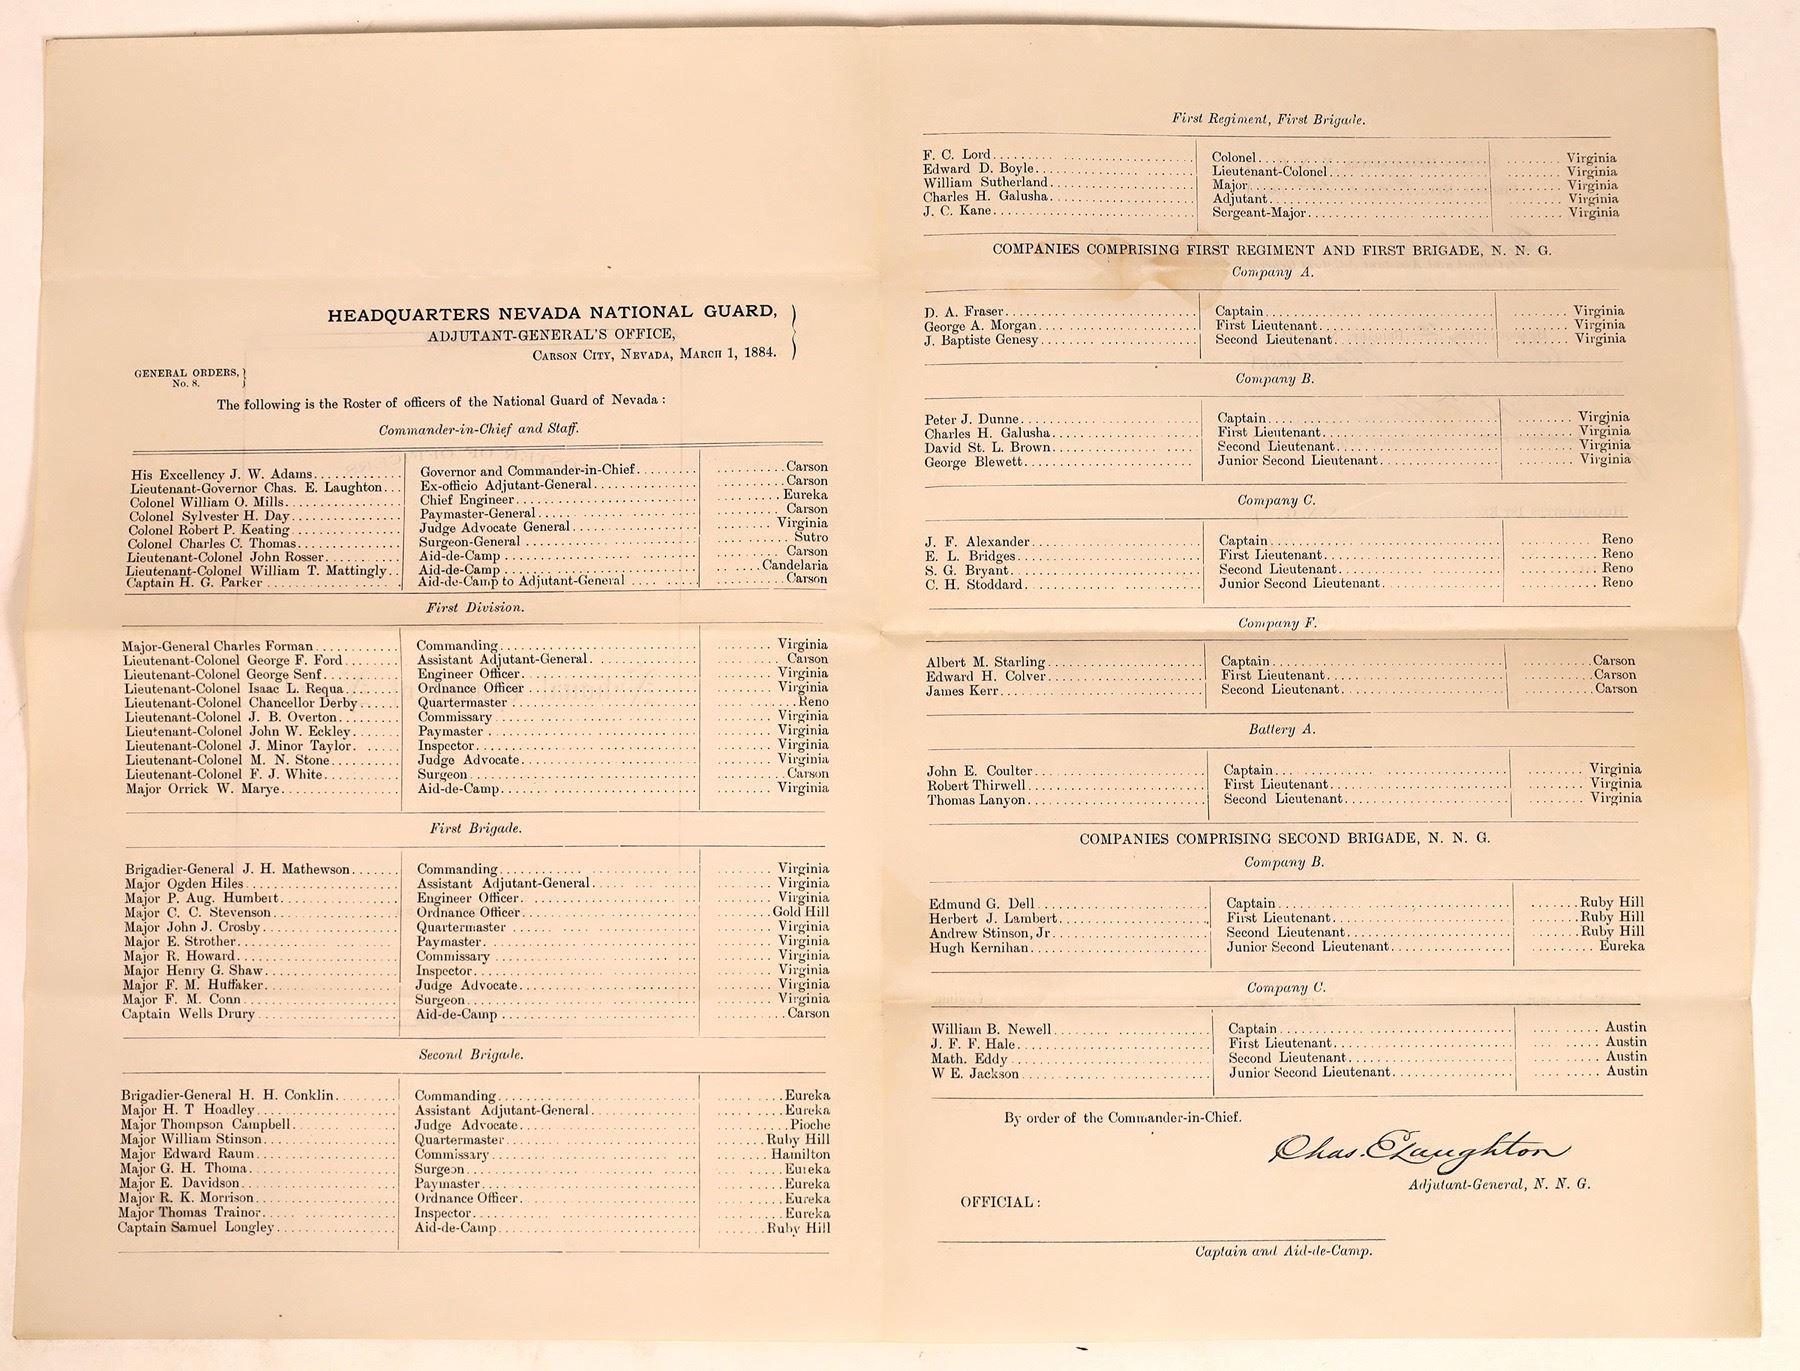 HEADQUARTERS NEVADA NATIONAL GUARD,
ADJUTANT-GENERAL'S OFFICE,
CARSON CITY, NEVADA, MARCH 1, 1884.
GENERAL ORDERS,
No. 8.
The following is the Roster of officers of the National Guard of Nevada:
Commander-in-Chief and Staff.
His Excellency J. W. Adams Governor and Commander-in-Chief Carson
Lieutenant-Governor Chas. E. Laughton Ex-officio Adjutant-General Carson
Colonel William O. Mills Chief Engineer Eureka
Colonel Sylvester H. Day Paymaster-General Carson
Colonel Robert P. Keating Judge Advocate General Virginia
Colonel Charles C. Thomas Surgeon-General Sutro
Lieutenant-Colonel John Rosser Aid-de-Camp Carson
Lieutenant-Colonel William T. Mattingly Aid-de-Camp Candelaria
Captain H. G. Parker Aid-de-Camp to Adjutant-General Carson
First Division.
Major-General Charles Forman Commanding Virginia
Lieutenant-Colonel George F. Ford Assistant Adjutant-General Carson
Lieutenant-Colonel George Senf Engineer Officer Virginia
Lieutenant-Colonel Isaac L. Requa Ordnance Officer Virginia
Lieutenant-Colonel Chancellor Derby Quartermaster Reno
Lieutenant-Colonel J. B. Overton Commissary Virginia
Lieutenant-Colonel John W. Eckley Paymaster Virginia
Lieutenant-Colonel J. Minor Taylor Inspector Virginia
Lieutenant-Colonel M. N. Stone Judge Advocate Virginia
Lieutenant-Colonel F. J. White Surgeon Carson
Major Orrick W. Marye Aid-de-Camp Virginia
First Brigade.
Brigadier-General J. H. Mathewson Commanding Virginia
Major Ogden Hiles Assistant Adjutant-General Virginia
Major P. Aug. Humbert Engineer Officer Virginia
Major C. C. Stevenson Ordnance Officer Gold Hill
Major John J. Crosby Quartermaster Virginia
Major E. Strother Paymaster Virginia
Major R. Howard Commissary Virginia
Major Henry G. Shaw Inspector Virginia
Major F. M. Huffaker Judge Advocate Virginia
Major F. M. Conn Surgeon Virginia
Captain Wells Drury Aid-de-Camp Carson
Second Brigade.
Brigadier-General H. H. Conklin Commanding Eureka
Major H. T Hoadley Assistant Adjutant-General Eureka
Major Thompson Campbell Judge Advocate Pioche
Major William Stinson Quartermaster Ruby Hill
Major Edward Raum Commissary Hamilton
Major G. H. Thoma Surgeon Eureka
Major E. Davidson Paymaster Eureka
Major R. K. Morrison Ordnance Officer Eureka
Major Thomas Trainor Inspector Eureka
Captain Samuel Longley Aid-de-Camp Ruby Hill
First Regiment, First Brigade.
F. C. Lord Colonel Virginia
Edward D. Boyle Lieutenant-Colonel Virginia
William Sutherland Major Virginia
Charles H. Galusha Adjutant Virginia
J. C. Kane Sergeant-Major Virginia
COMPANIES COMPRISING FIRST REGIMENT AND FIRST BRIGADE, N. N. G.
Company A.
D. A. Fraser Captain Virginia
George A. Morgan First Lieutenant Virginia
J. Baptiste Genesy Second Lieutenant Virginia
Company B.
Peter J. Dunne Captain Virginia
Charles H. Galusha First Lieutenant Virginia
David St. L. Brown Second Lieutenant Virginia
George Blewett Junior Second Lieutenant Virginia
Company C.
J. F. Alexander Captain Reno
E. L. Bridges First Lieutenant Reno
S. G. Bryant Second Lieutenant Reno
C. H. Stoddard Junior Second Lieutenant Reno
Company F.
Albert M. Starling Captain Carson
Edward H. Colver First Lieutenant Carson
James Kerr Second Lieutenant Carson
Battery A.
John E. Coulter Captain Virginia
Robert Thirwell First Lieutenant Virginia
Thomas Lanyon Second Lieutenant Virginia
COMPANIES COMPRISING SECOND BRIGADE, N. N. G.
Company B.
Edmund G. Dell Captain Ruby Hill
Herbert J. Lambert First Lieutenant Ruby Hill
Andrew Stinson, Jr Second Lieutenant Ruby Hill
Hugh Kernihan Junior Second Lieutenant Eureka
Company C.
William B. Newell Captain Austin
J. F. F. Hale First Lieutenant Austin
Math. Eddy Second Lieutenant Austin
W E. Jackson Junior Second Lieutenant Austin
By order of the Commander-in-Chief.
Chas. E Laughton
Adjutant-General, N. N. G.
OFFICIAL:
Captain and Aid-de-Camp.